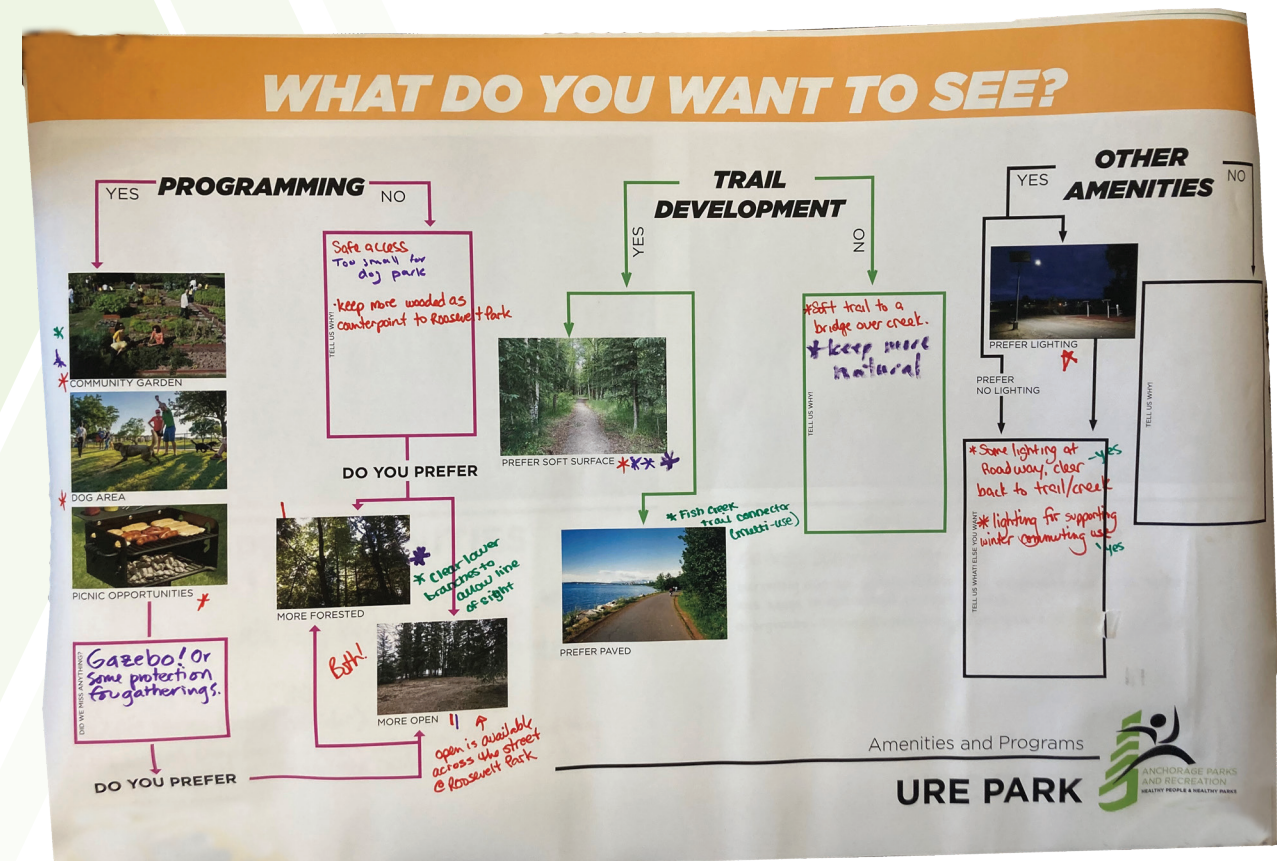 WHAT DO YOU WANT TO SEE?
PROGRAMMING
YES
NO
COMMUNITY GARDEN
DOG AREA
PICNIC OPPORTUNITIES
DID WE MISS ANYTHING?
Gazebo! Or
some protection
for gatherings.
DO YOU PREFER
TELL US WHY!
Safe access
Too small for
dog park
·keep more wooded as
counterpoint to Roosevelt Park
DO YOU PREFER
MORE FORESTED
* Clear lower
branches to
allow line
of sight
Both!
MORE OPEN
open is available
across the street
@ Roosevelt Park
TRAIL
DEVELOPMENT
YES
NO
PREFER SOFT SURFACE
* Fish Creek
trail connector
(multi-use)
PREFER PAVED
TELL US WHY!
*Soft trail to a
bridge over creek.
*keep more
natural
OTHER
AMENITIES
YES
NO
PREFER LIGHTING
PREFER
NO LIGHTING
TELL US WHAT! ELSE YOU WANT
* Some lighting at -yes
Roadway, clear
back to trail/creek
* lighting for supporting
winter commuting use
yes
TELL US WHY!
Amenities and Programs
URE PARK
ANCHORAGE PARKS
AND RECREATION
HEALTHY PEOPLE & HEALTHY PARKS